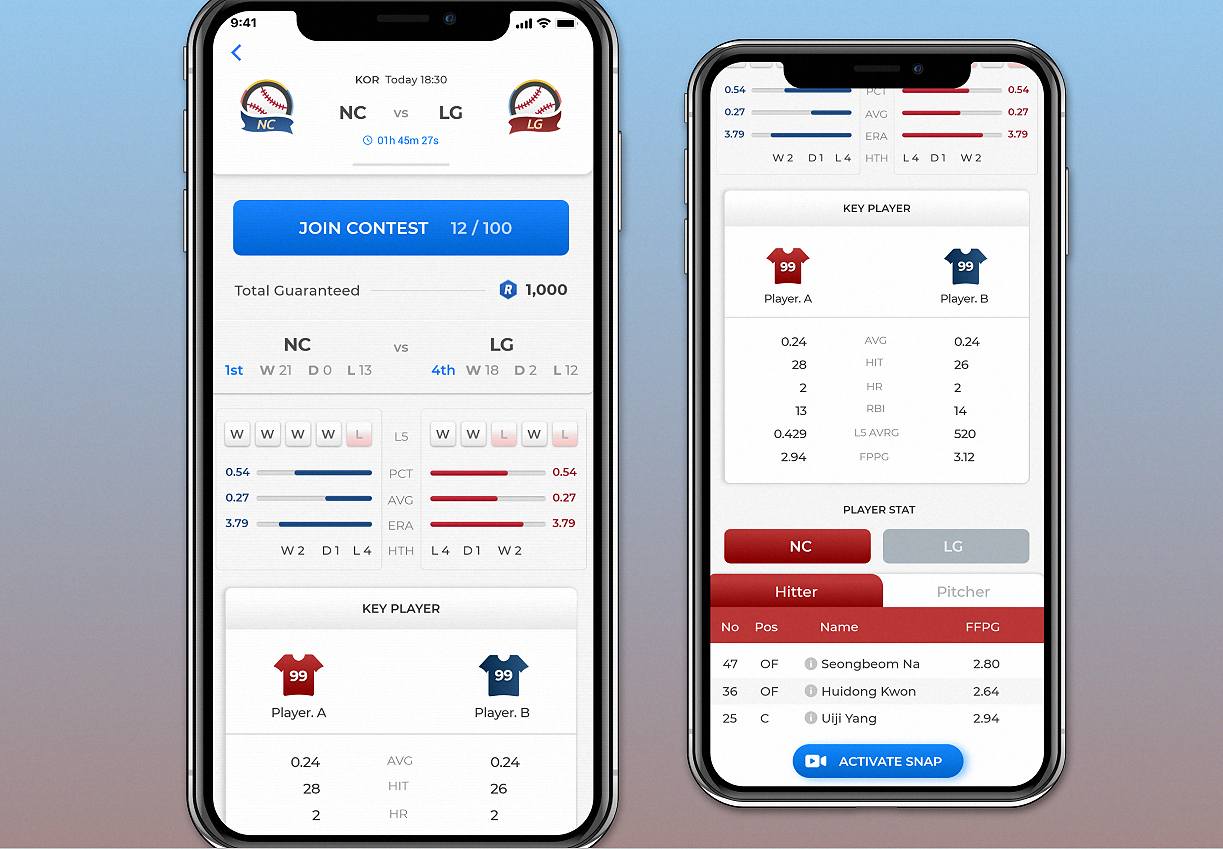 9:41
KOR Today 18:30
NC vs LG
NC
LG
01h 45m 27s
JOIN CONTEST 12 / 100
Total Guaranteed R 1,000
NC vs LG
1st W 21 D 0 L 13 4th W 18 D 2 L 12
W W W W L L5 W W L W L
0.54 PCT 0.54
0.27 AVG 0.27
3.79 ERA 3.79
W 2 D 1 L 4 HTH L 4 D 1 W 2
KEY PLAYER
99 99
Player. A Player. B
0.24 AVG 0.24
28 HIT 26
2 HR 2
0.54 PCT 0.54
0.27 AVG 0.27
3.79 ERA 3.79
W 2 D 1 L 4 HTH L 4 D 1 W 2
KEY PLAYER
99 99
Player. A Player. B
0.24 AVG 0.24
28 HIT 26
2 HR 2
13 RBI 14
0.429 L5 AVRG 520
2.94 FPPG 3.12
PLAYER STAT
NC LG
Hitter Pitcher
No Pos Name FFPG
47 OF Seongbeom Na 2.80
36 OF Huidong Kwon 2.64
25 C Uiji Yang 2.94
ACTIVATE SNAP